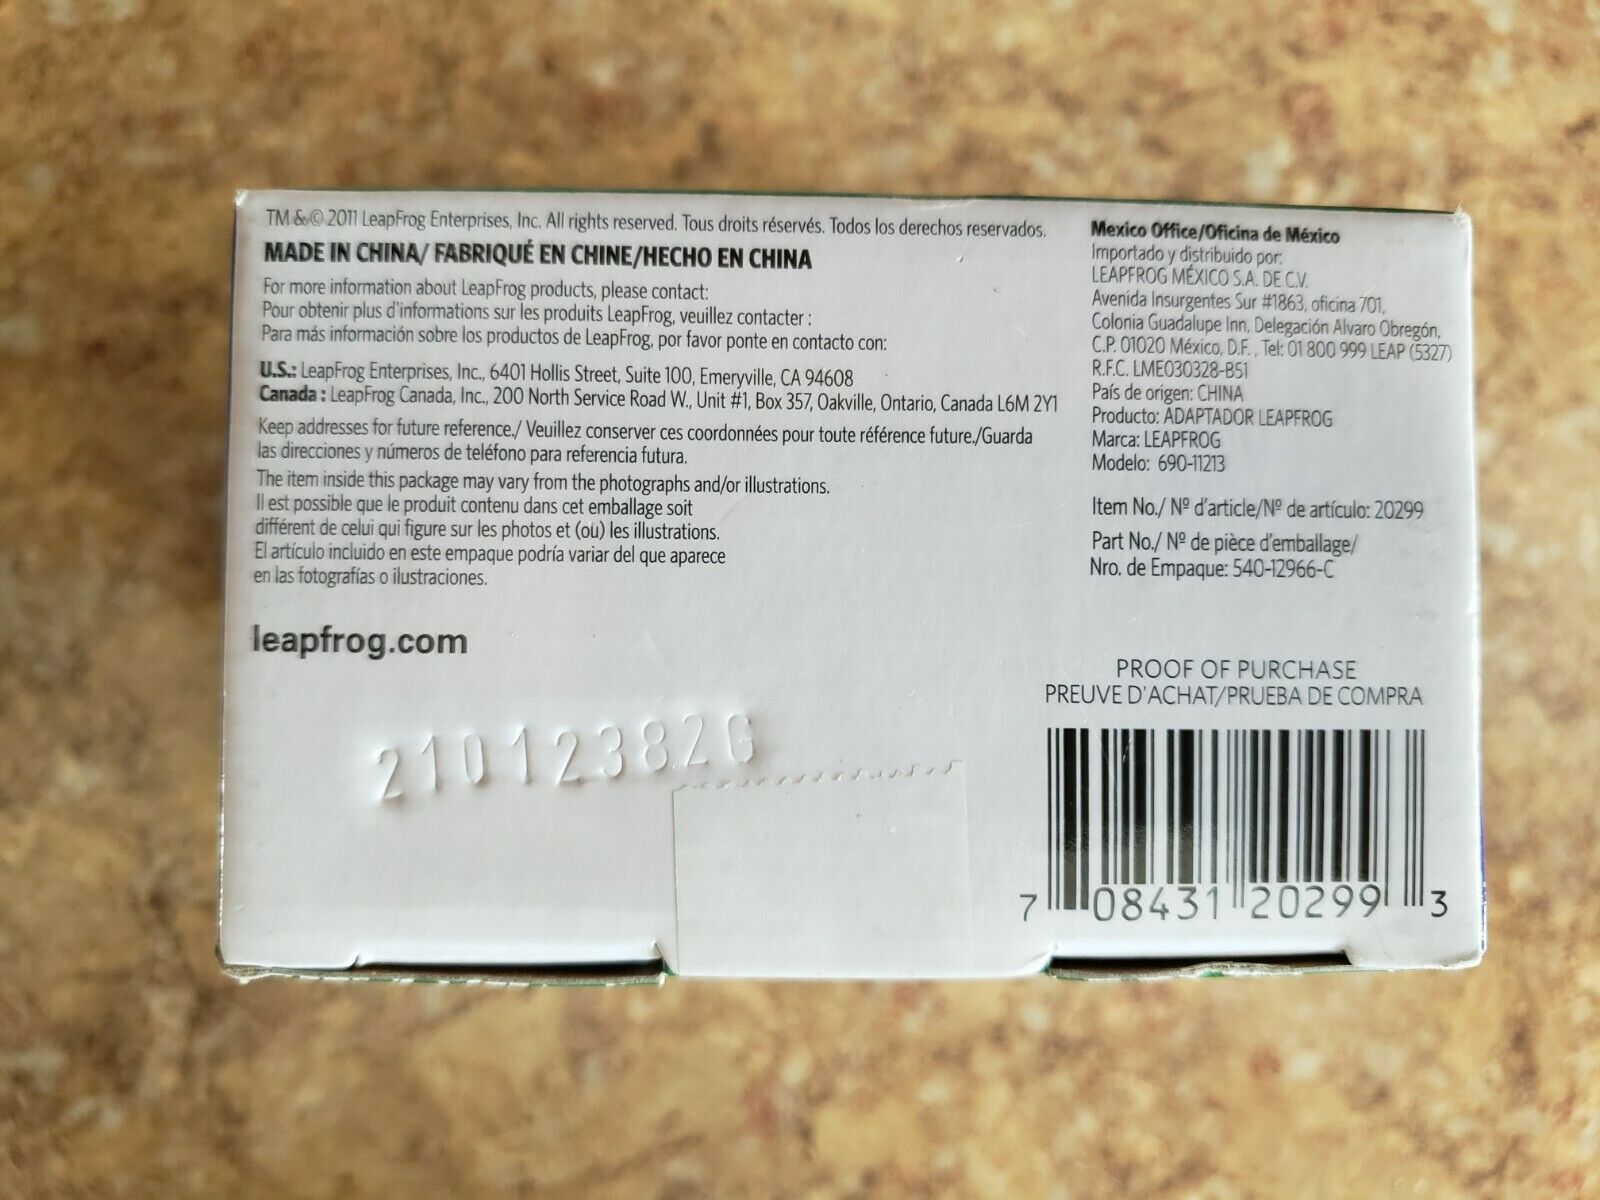 TM & © 2011 LeapFrog Enterprises, Inc. All rights reserved. Tous droits réservés. Todos los derechos reservados.
MADE IN CHINA/ FABRIQUÉ EN CHINE/HECHO EN CHINA
For more information about LeapFrog products, please contact:
Pour obtenir plus d'informations sur les produits LeapFrog, veuillez contacter :
Para más información sobre los productos de LeapFrog, por favor ponte en contacto con:
U.S.: LeapFrog Enterprises, Inc., 6401 Hollis Street, Suite 100, Emeryville, CA 94608
Canada : LeapFrog Canada, Inc., 200 North Service Road W., Unit #1, Box 357, Oakville, Ontario, Canada L6M 2Y1
Keep addresses for future reference./ Veuillez conserver ces coordonnées pour toute référence future./Guarda
las direcciones y números de teléfono para referencia futura.
The item inside this package may vary from the photographs and/or illustrations.
Il est possible que le produit contenu dans cet emballage soit
différent de celui qui figure sur les photos et (ou) les illustrations.
El artículo incluido en este empaque podría variar del que aparece
en las fotografías o ilustraciones.
leapfrog.com
21012382G
Mexico Office/Oficina de México
Importado y distribuido por:
LEAPFROG MÉXICO S.A. DE C.V.
Avenida Insurgentes Sur #1863, oficina 701,
Colonia Guadalupe Inn, Delegación Alvaro Obregón,
C.P. 01020 México, D.F. , Tel: 01 800 999 LEAP (5327)
R.F.C. LME030328-B51
País de origen: CHINA
Producto: ADAPTADOR LEAPFROG
Marca: LEAPFROG
Modelo: 690-11213
Item No./ Nº d'article/Nº de artículo: 20299
Part No./ Nº de pièce d'emballage/
Nro. de Empaque: 540-12966-C
PROOF OF PURCHASE
PREUVE D'ACHAT/PRUEBA DE COMPRA
7 08431 20299 3